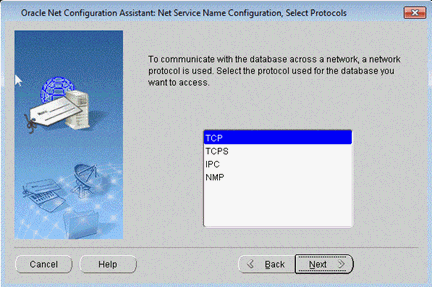 Oracle Net Configuration Assistant: Net Service Name Configuration, Select Protocols
To communicate with the database across a network, a network
protocol is used. Select the protocol used for the database you
want to access.
TCP
TCPS
IPC
NMP
Cancel
Help
Back
Next